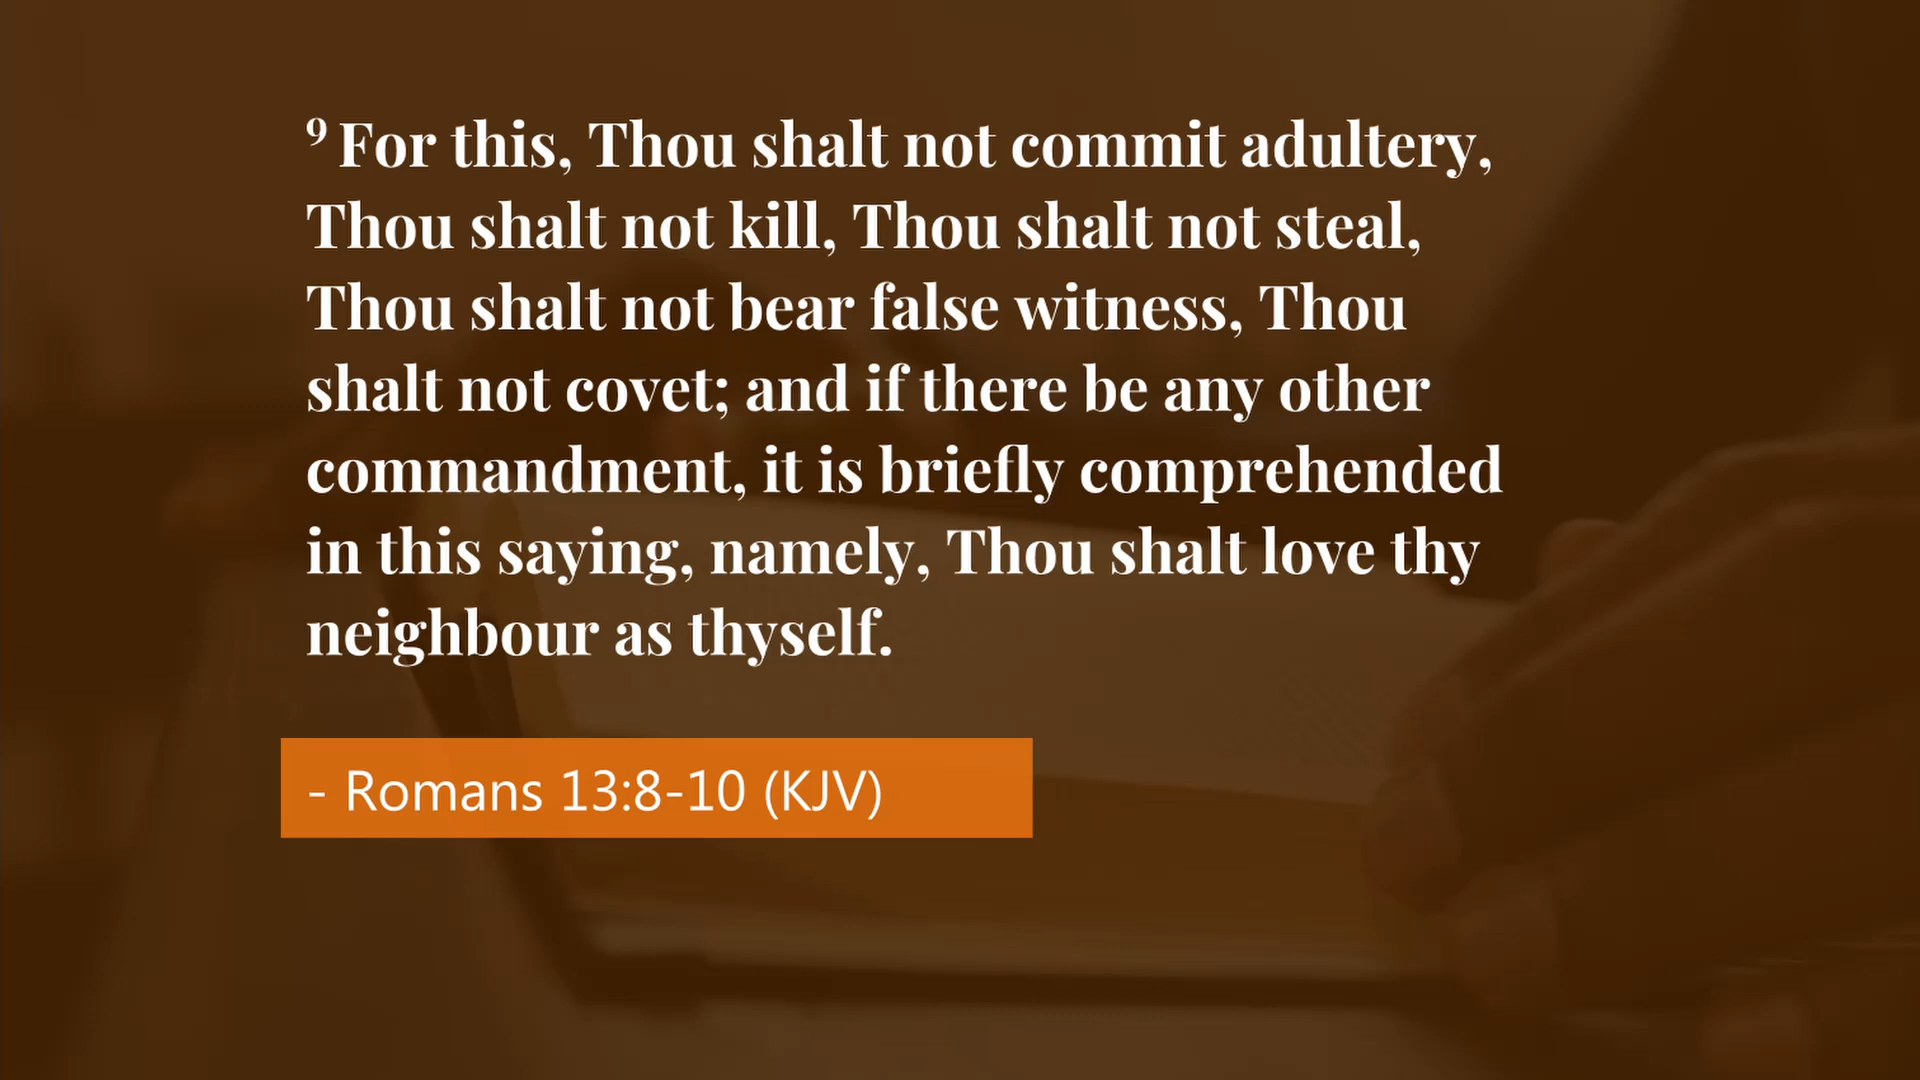 9 For this, Thou shalt not commit adultery,
Thou shalt not kill, Thou shalt not steal,
Thou shalt not bear false witness, Thou
shalt not covet; and if there be any other
commandment, it is briefly comprehended
in this saying, namely, Thou shalt love thy
neighbour as thyself.
- Romans 13:8-10 (KJV)